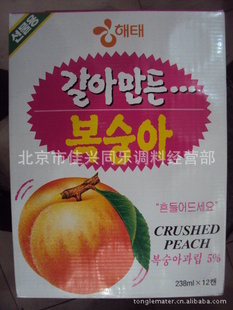 선물용
해태
갈아만든....
복숭아
北京市佳兴同乐调料经营部
"흔들어드세요"
CRUSHED
PEACH
복숭아과립 5%
238ml × 12캔
tonglemater.cn.alibaba.com